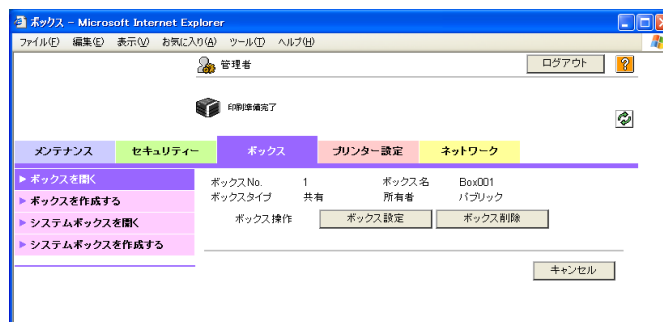 ボックス - Microsoft Internet Explorer
ファイル(F) 編集(E) 表示(V) お気に入り(A) ツール(T) ヘルプ(H)
管理者 ログアウト ?
印刷準備完了
メンテナンス セキュリティー ボックス プリンター設定 ネットワーク
ボックスを開く
ボックスを作成する
システムボックスを開く
システムボックスを作成する
ボックスNo. 1 ボックス名 Box001
ボックスタイプ 共有 所有者 パブリック
ボックス操作 ボックス設定 ボックス削除
キャンセル